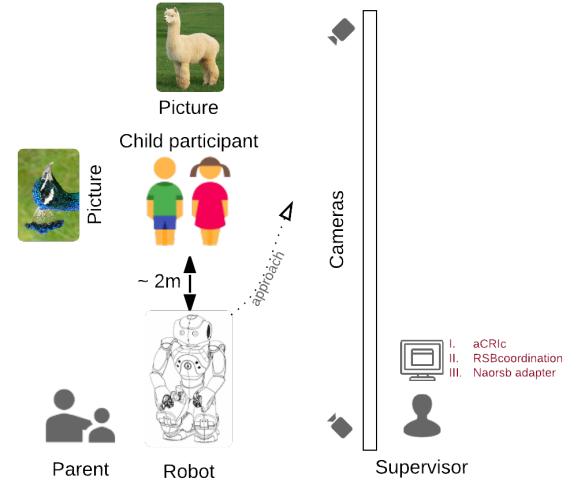 Picture
Child participant
Picture
~ 2m
approach
Cameras
I. aCRIc
II. RSBcoordination
III. Naorsb adapter
Parent
Robot
Supervisor